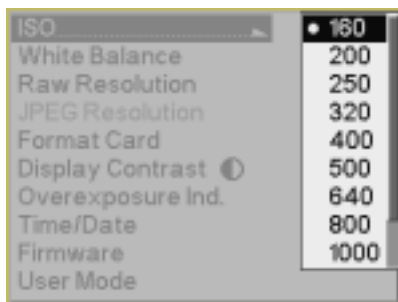 ISO 160
White Balance 200
Raw Resolution 250
JPEG Resolution 320
Format Card 400
Display Contrast 500
Overexposure Ind. 640
Time/Date 800
Firmware 1000
User Mode